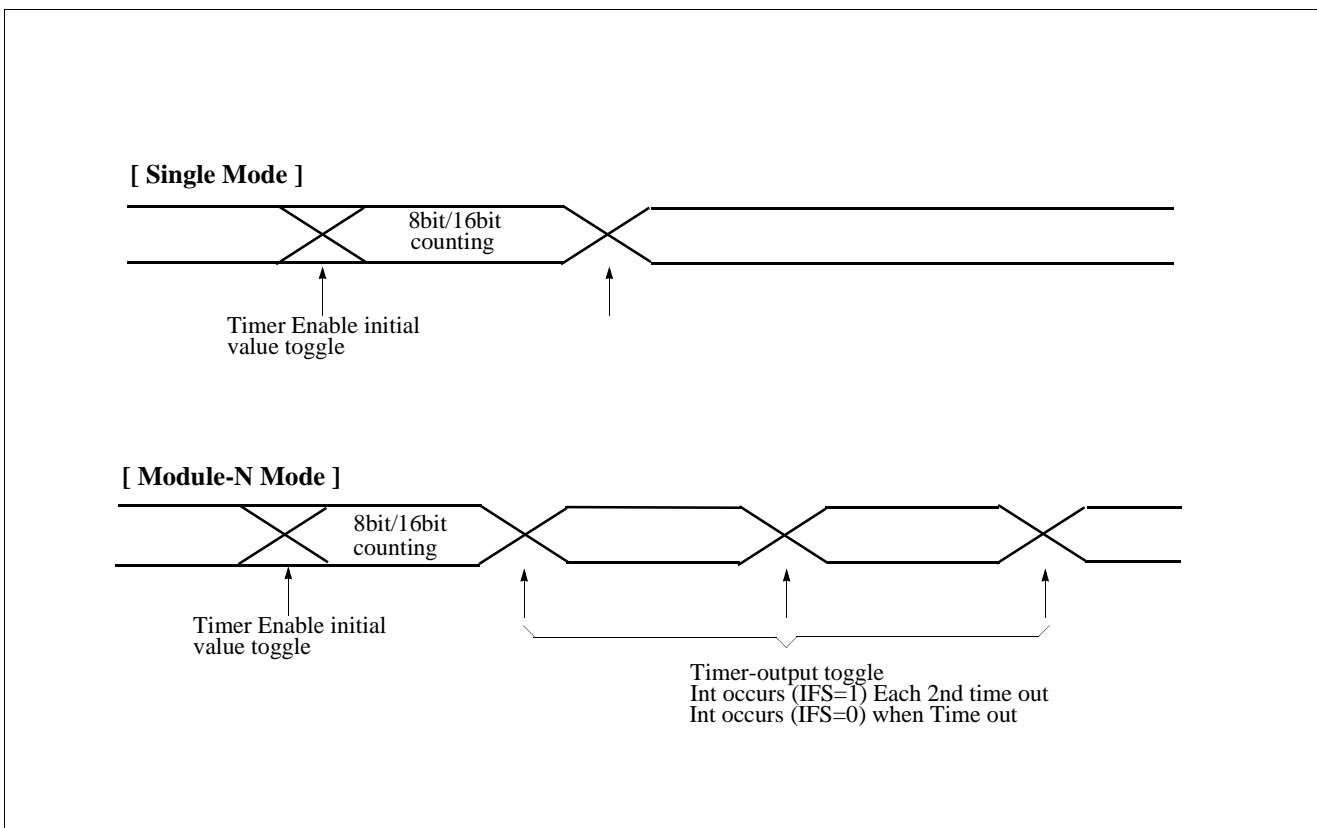 [ Single Mode ]
8bit/16bit
counting
Timer Enable initial
value toggle
[ Module-N Mode ]
8bit/16bit
counting
Timer Enable initial
value toggle
Timer-output toggle
Int occurs (IFS=1) Each 2nd time out
Int occurs (IFS=0) when Time out